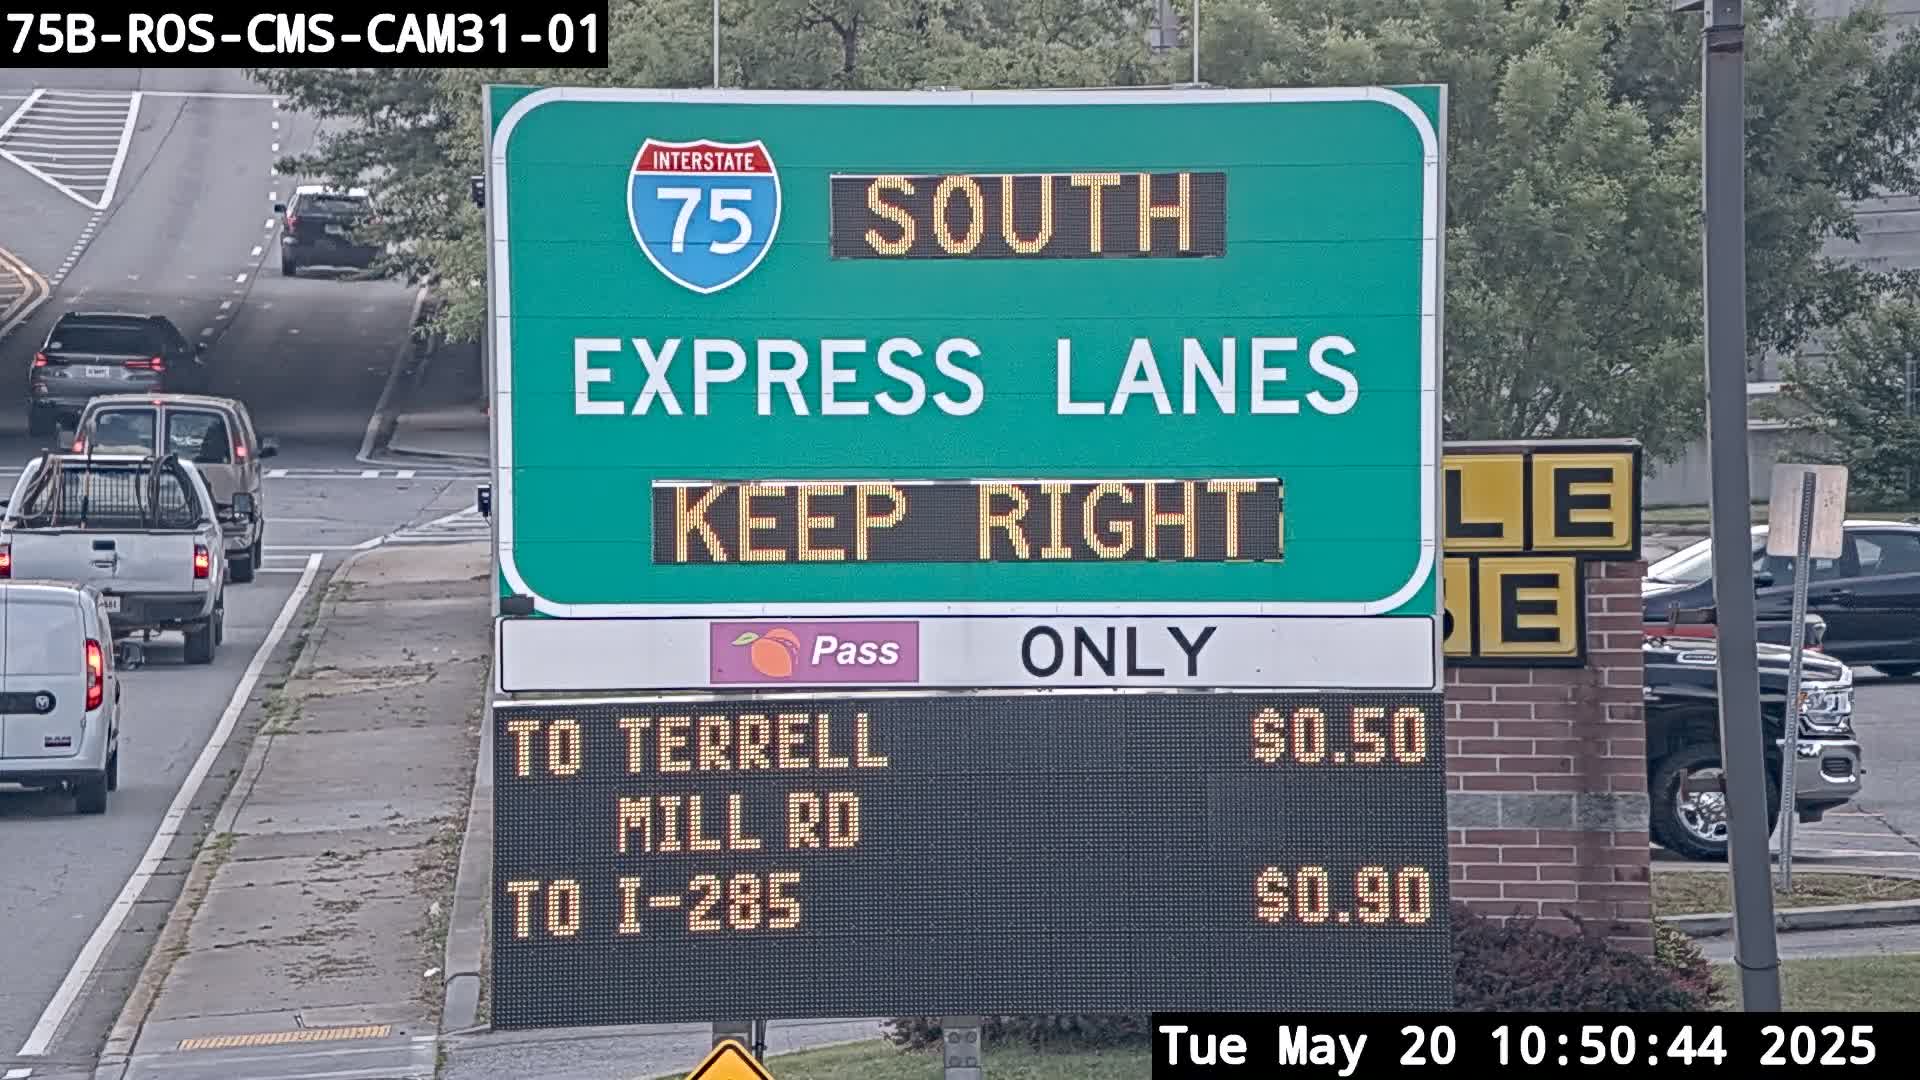 75B-ROS-CMS-CAM31-01
INTERSTATE
75
SOUTH
EXPRESS LANES
KEEP RIGHT
Pass ONLY
TO TERRELL $0.50
MILL RD
TO I-285 $0.90
LE
E
Tue May 20 10:50:44 2025